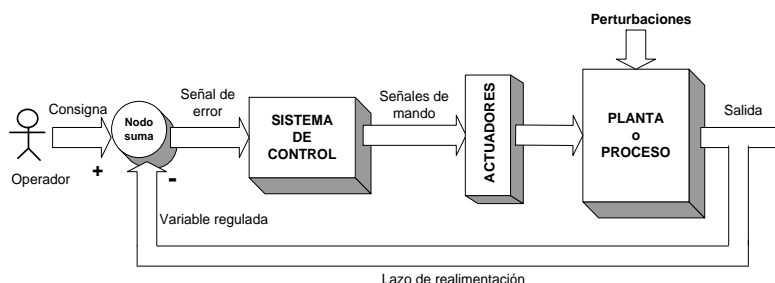 Perturbaciones
Consigna
Nodo
suma
Señal de
error
SISTEMA
DE
CONTROL
Señales de
mando
ACTUADORES
PLANTA
o
PROCESO
Salida
Operador
+
-
Variable regulada
Lazo de realimentación